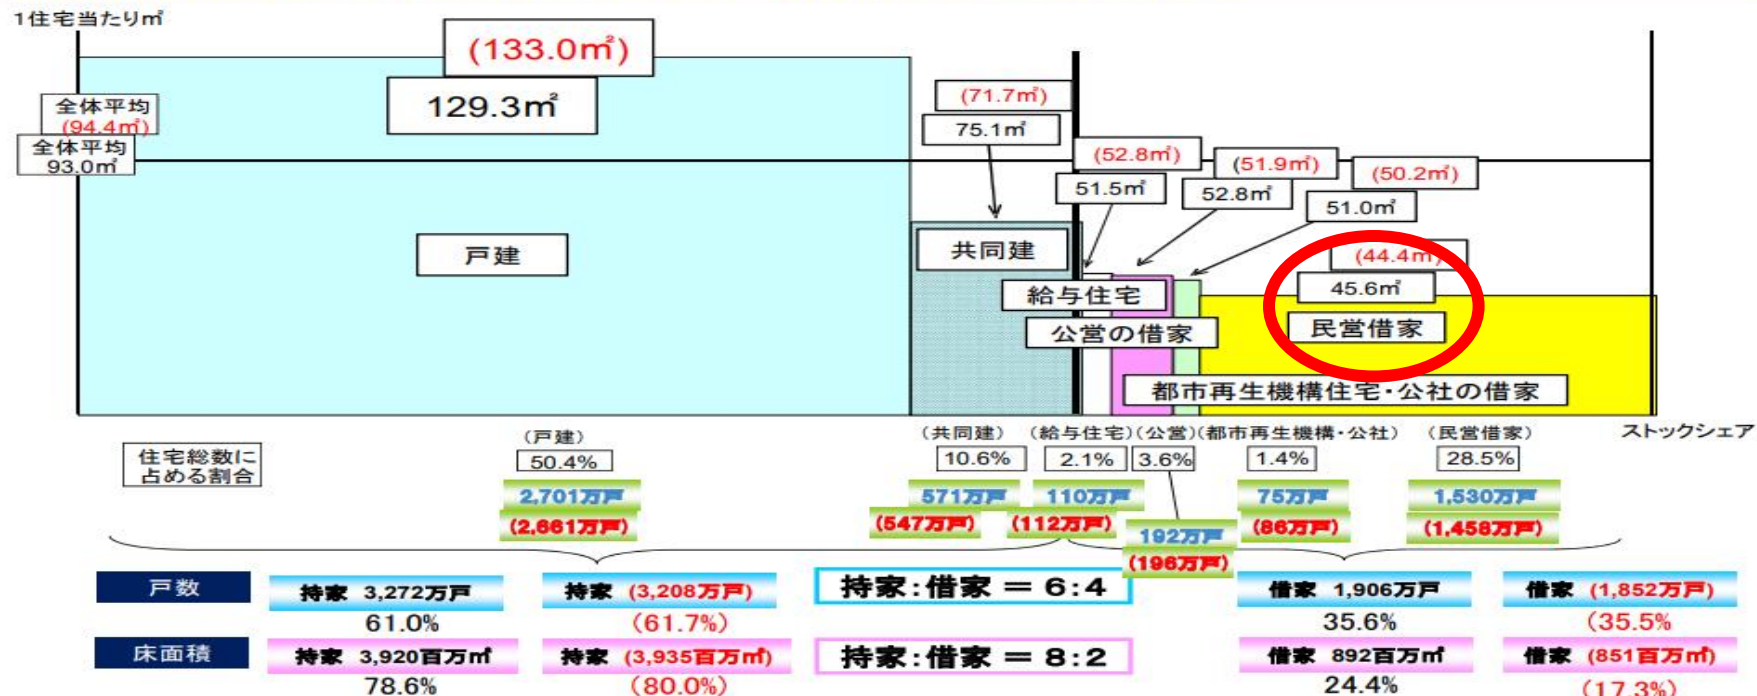 1住宅当たり㎡
(133.0㎡)
129.3㎡
全体平均
(94.4㎡)
全体平均
93.0㎡
(71.7㎡)
75.1㎡
(52.8㎡)
51.5㎡
(51.9㎡)
52.8㎡
(50.2㎡)
51.0㎡
(44.4㎡)
45.6㎡
戸建
共同建
給与住宅
公営の借家
民営借家
都市再生機構住宅・公社の借家
ストックシェア
住宅総数に
占める割合
(戸建) (共同建) (給与住宅)(公営)(都市再生機構・公社) (民営借家)
50.4% 10.6% 2.1% 3.6% 1.4% 28.5%
2,701万戸 571万戸 110万戸 75万戸 1,530万戸
(2,661万戸) (547万戸) (112万戸) (86万戸) (1,458万戸)
192万戸
(196万戸)
戸数 持家 3,272万戸 持家 (3,208万戸) 持家:借家 = 6:4 借家 1,906万戸 借家 (1,852万戸)
61.0% (61.7%) 35.6% (35.5%
床面積 持家 3,920百万㎡ 持家 (3,935百万㎡) 持家:借家 = 8:2 借家 892百万㎡ 借家 (851百万㎡)
78.6% (80.0%) 24.4% (17.3%)